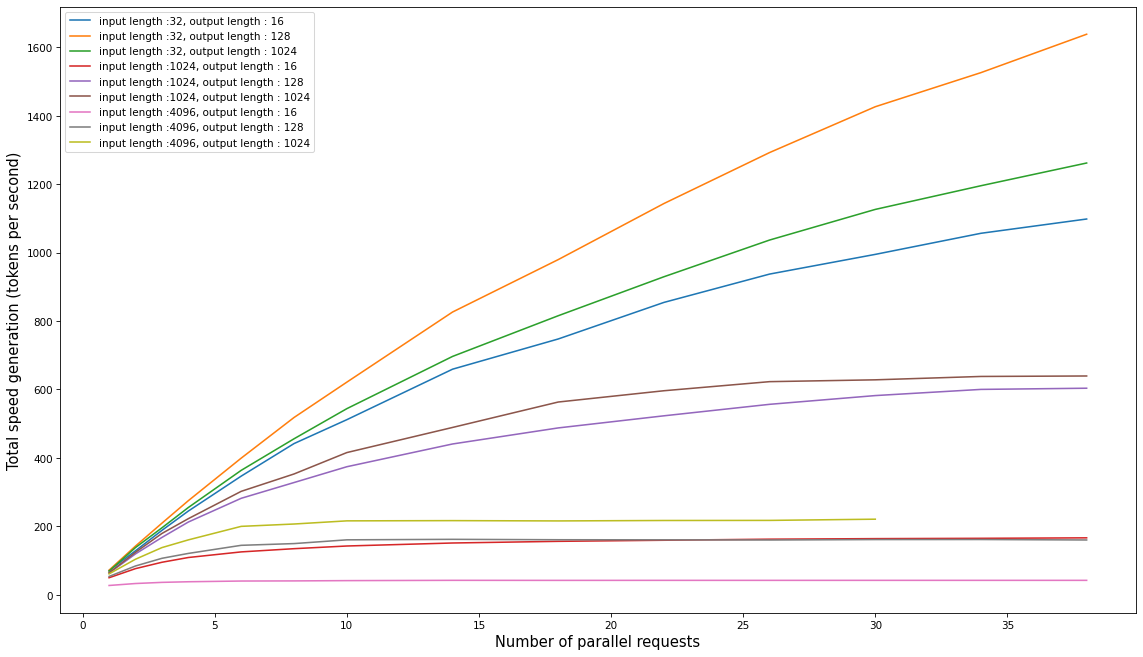 input length :32, output length : 16
input length :32, output length : 128
input length :32, output length : 1024
input length :1024, output length : 16
input length :1024, output length : 128
input length :1024, output length : 1024
input length :4096, output length : 16
input length :4096, output length : 128
input length :4096, output length : 1024
Total speed generation (tokens per second)
1600
1400
1200
1000
800
600
400
200
0
0 5 10 15 20 25 30 35
Number of parallel requests